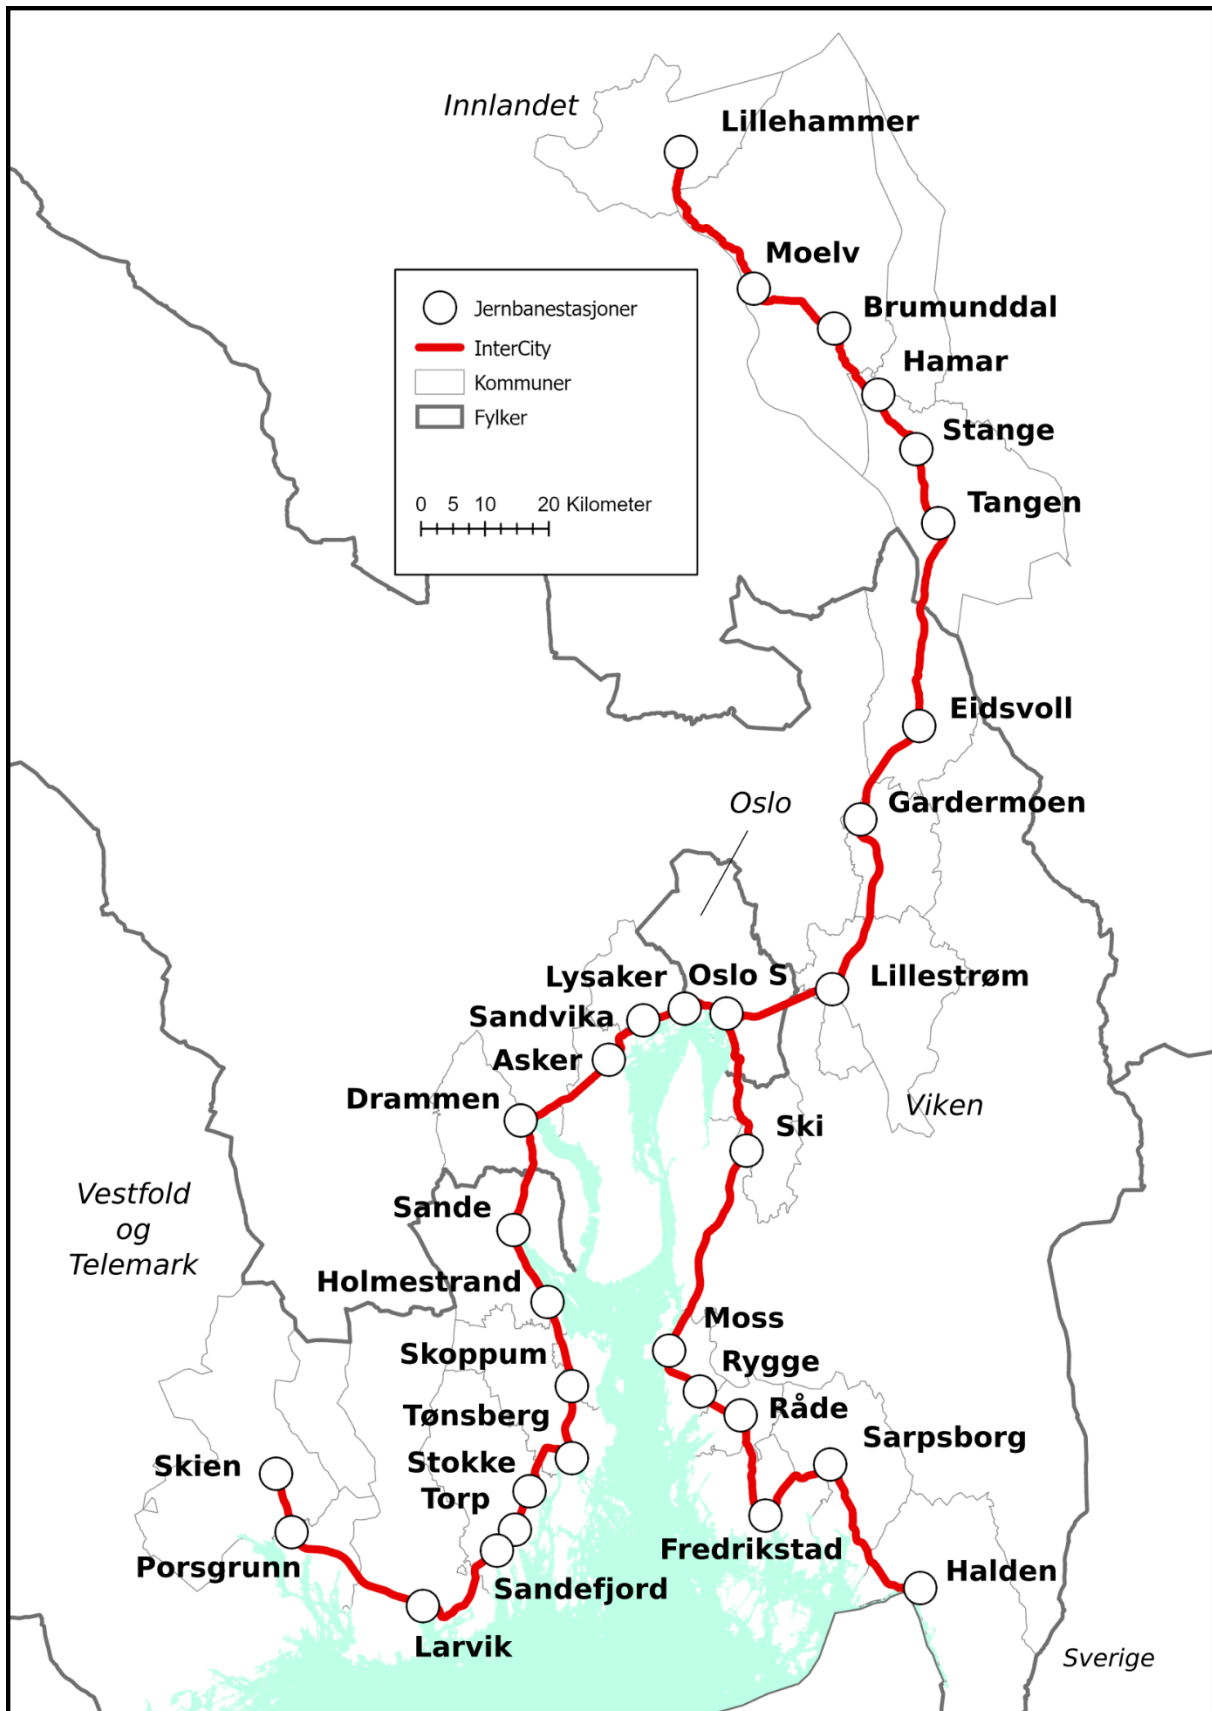 Innlandet
Lillehammer
Moelv
Brumunddal
Hamar
Stange
Tangen
Jernbanestasjoner
InterCity
Kommuner
Fylker
0 5 10 20 Kilometer
Eidsvoll
Gardermoen
Oslo
Lysaker
Oslo S
Lillestrøm
Sandvika
Asker
Drammen
Viken
Ski
Vestfold
og
Telemark
Sande
Holmestrand
Moss
Skoppum
Rygge
Tønsberg
Råde
Sarpsborg
Skien
Stokke
Torp
Fredrikstad
Porsgrunn
Sandefjord
Halden
Larvik
Sverige